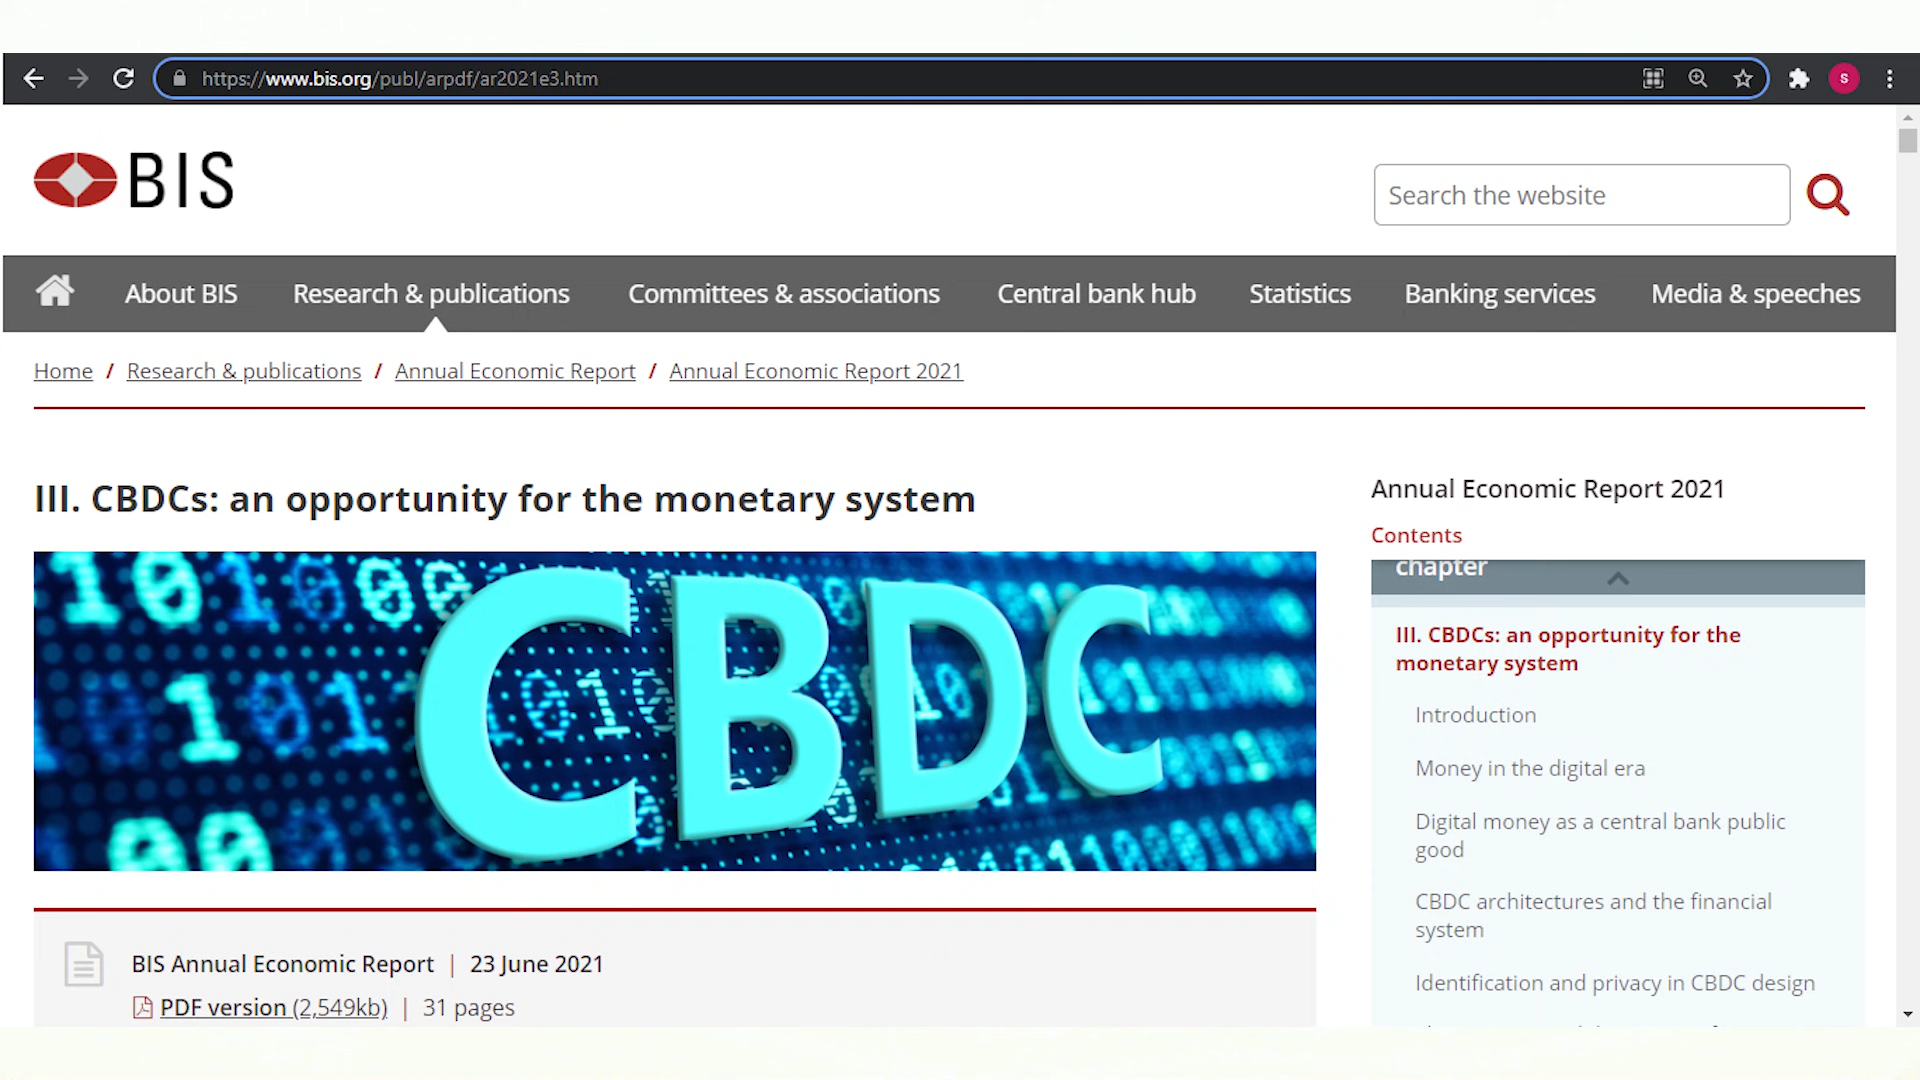 https://www.bis.org/publ/arpdf/ar2021e3.htm
S
BIS
Search the website
About BIS
Research & publications
Committees & associations
Central bank hub
Statistics
Banking services
Media & speeches
Home / Research & publications / Annual Economic Report / Annual Economic Report 2021
III. CBDCs: an opportunity for the monetary system
CBDC
BIS Annual Economic Report | 23 June 2021
PDF version (2,549kb) | 31 pages
Annual Economic Report 2021
Contents
chapter
III. CBDCs: an opportunity for the
monetary system
Introduction
Money in the digital era
Digital money as a central bank public
good
CBDC architectures and the financial
system
Identification and privacy in CBDC design